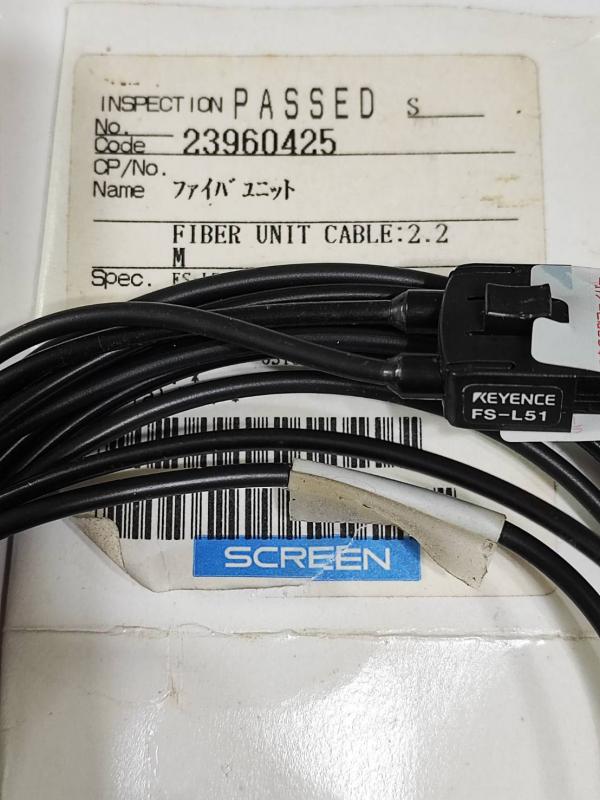 INSPECTION PASSED S
No.
Code 23960425
CP/No.
Name ファイバユニット
FIBER UNIT CABLE:2.2
M
Spec.
KEYENCE
FS-L51
SCREEN